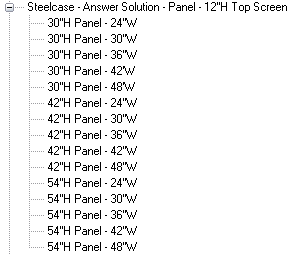 Steelcase - Answer Solution - Panel - 12"H Top Screen
30"H Panel - 24"W
30"H Panel - 30"W
30"H Panel - 36"W
30"H Panel - 42'W
30"H Panel - 48'W
42"H Panel - 24"W
42"H Panel - 30"W
42"H Panel - 36"W
42"H Panel - 42"W
42"H Panel - 48"W
54"H Panel - 24"W
54"H Panel - 30"W
54"H Panel - 36"W
54"H Panel - 42"W
54"H Panel - 48"W